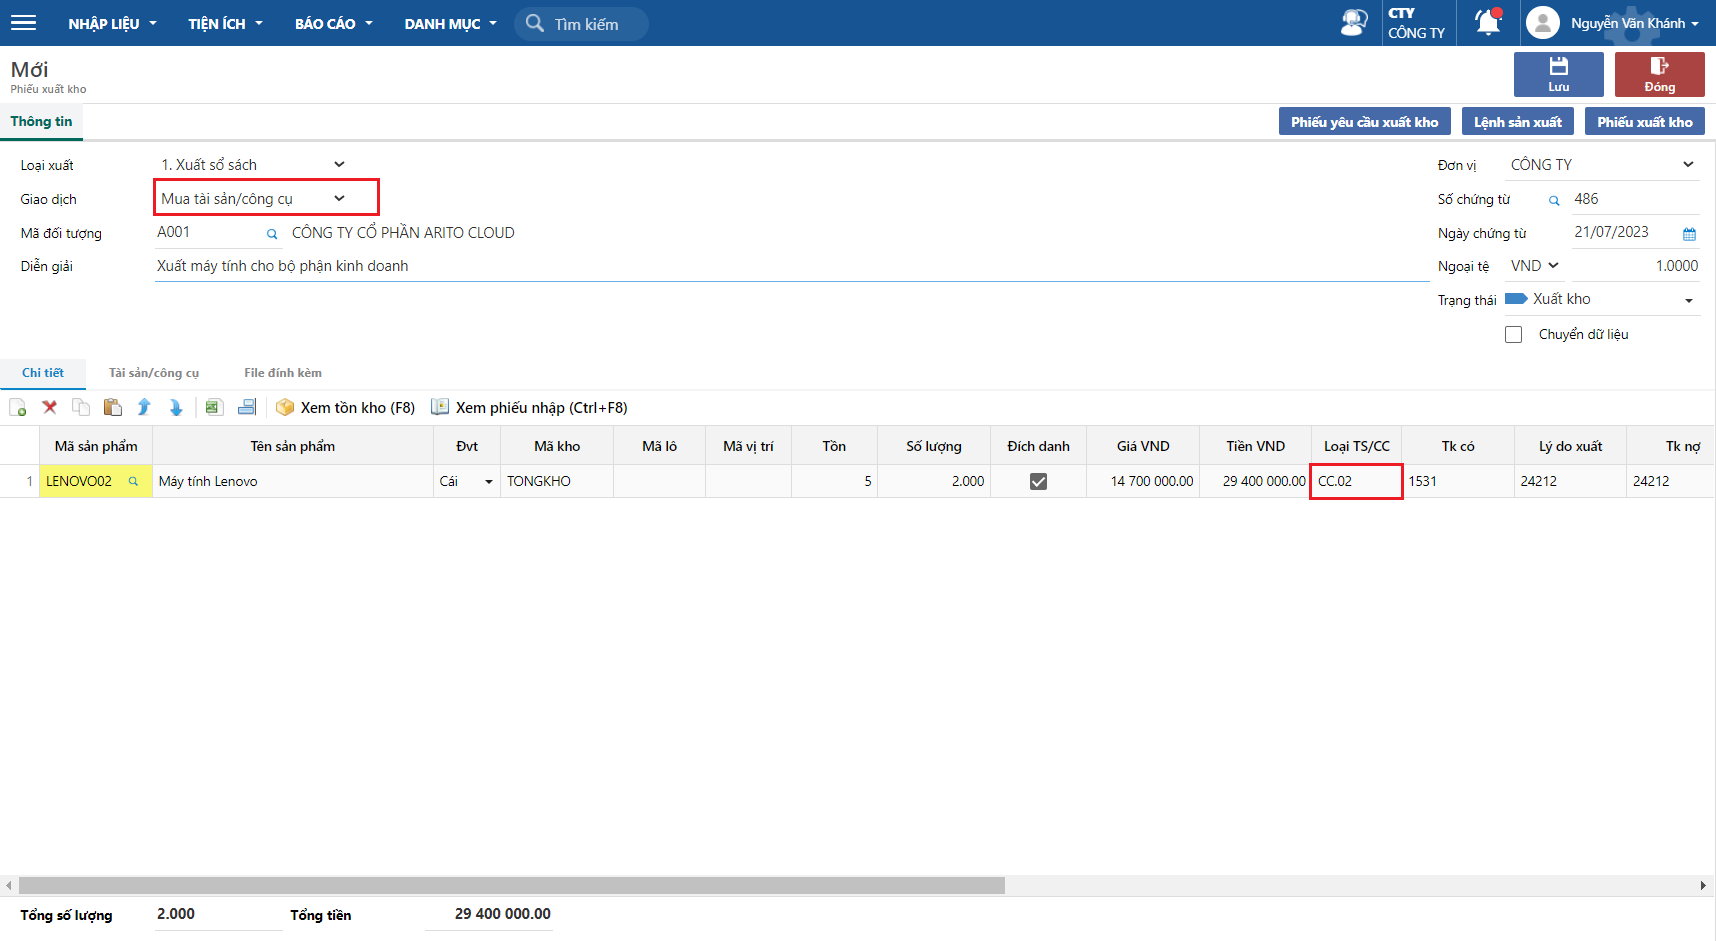 NHẬP LIỆU TIỆN ÍCH BÁO CÁO DANH MỤC Tìm kiếm CTY CÔNG TY Nguyễn Văn Khánh
Mới
Phiếu xuất kho
Lưu Đóng
Thông tin Phiếu yêu cầu xuất kho Lệnh sản xuất Phiếu xuất kho
Loại xuất 1. Xuất sổ sách Đơn vị CÔNG TY
Giao dịch Mua tài sản/công cụ Số chứng từ 486
Mã đối tượng A001 CÔNG TY CỔ PHẦN ARITO CLOUD Ngày chứng từ 21/07/2023
Diễn giải Xuất máy tính cho bộ phận kinh doanh Ngoại tệ VND 1.0000
Trạng thái Xuất kho
Chuyển dữ liệu
Chi tiết Tài sản/công cụ File đính kèm
Xem tồn kho (F8) Xem phiếu nhập (Ctrl+F8)
Mã sản phẩm Tên sản phẩm Đvt Mã kho Mã lô Mã vị trí Tồn Số lượng Đích danh Giá VND Tiền VND Loại TS/CC Tk có Lý do xuất Tk nợ
1 LENOVO02 Máy tính Lenovo Cái TONGKHO 5 2.000 14 700 000.00 29 400 000.00 CC.02 1531 24212 24212
Tổng số lượng 2.000 Tổng tiền 29 400 000.00